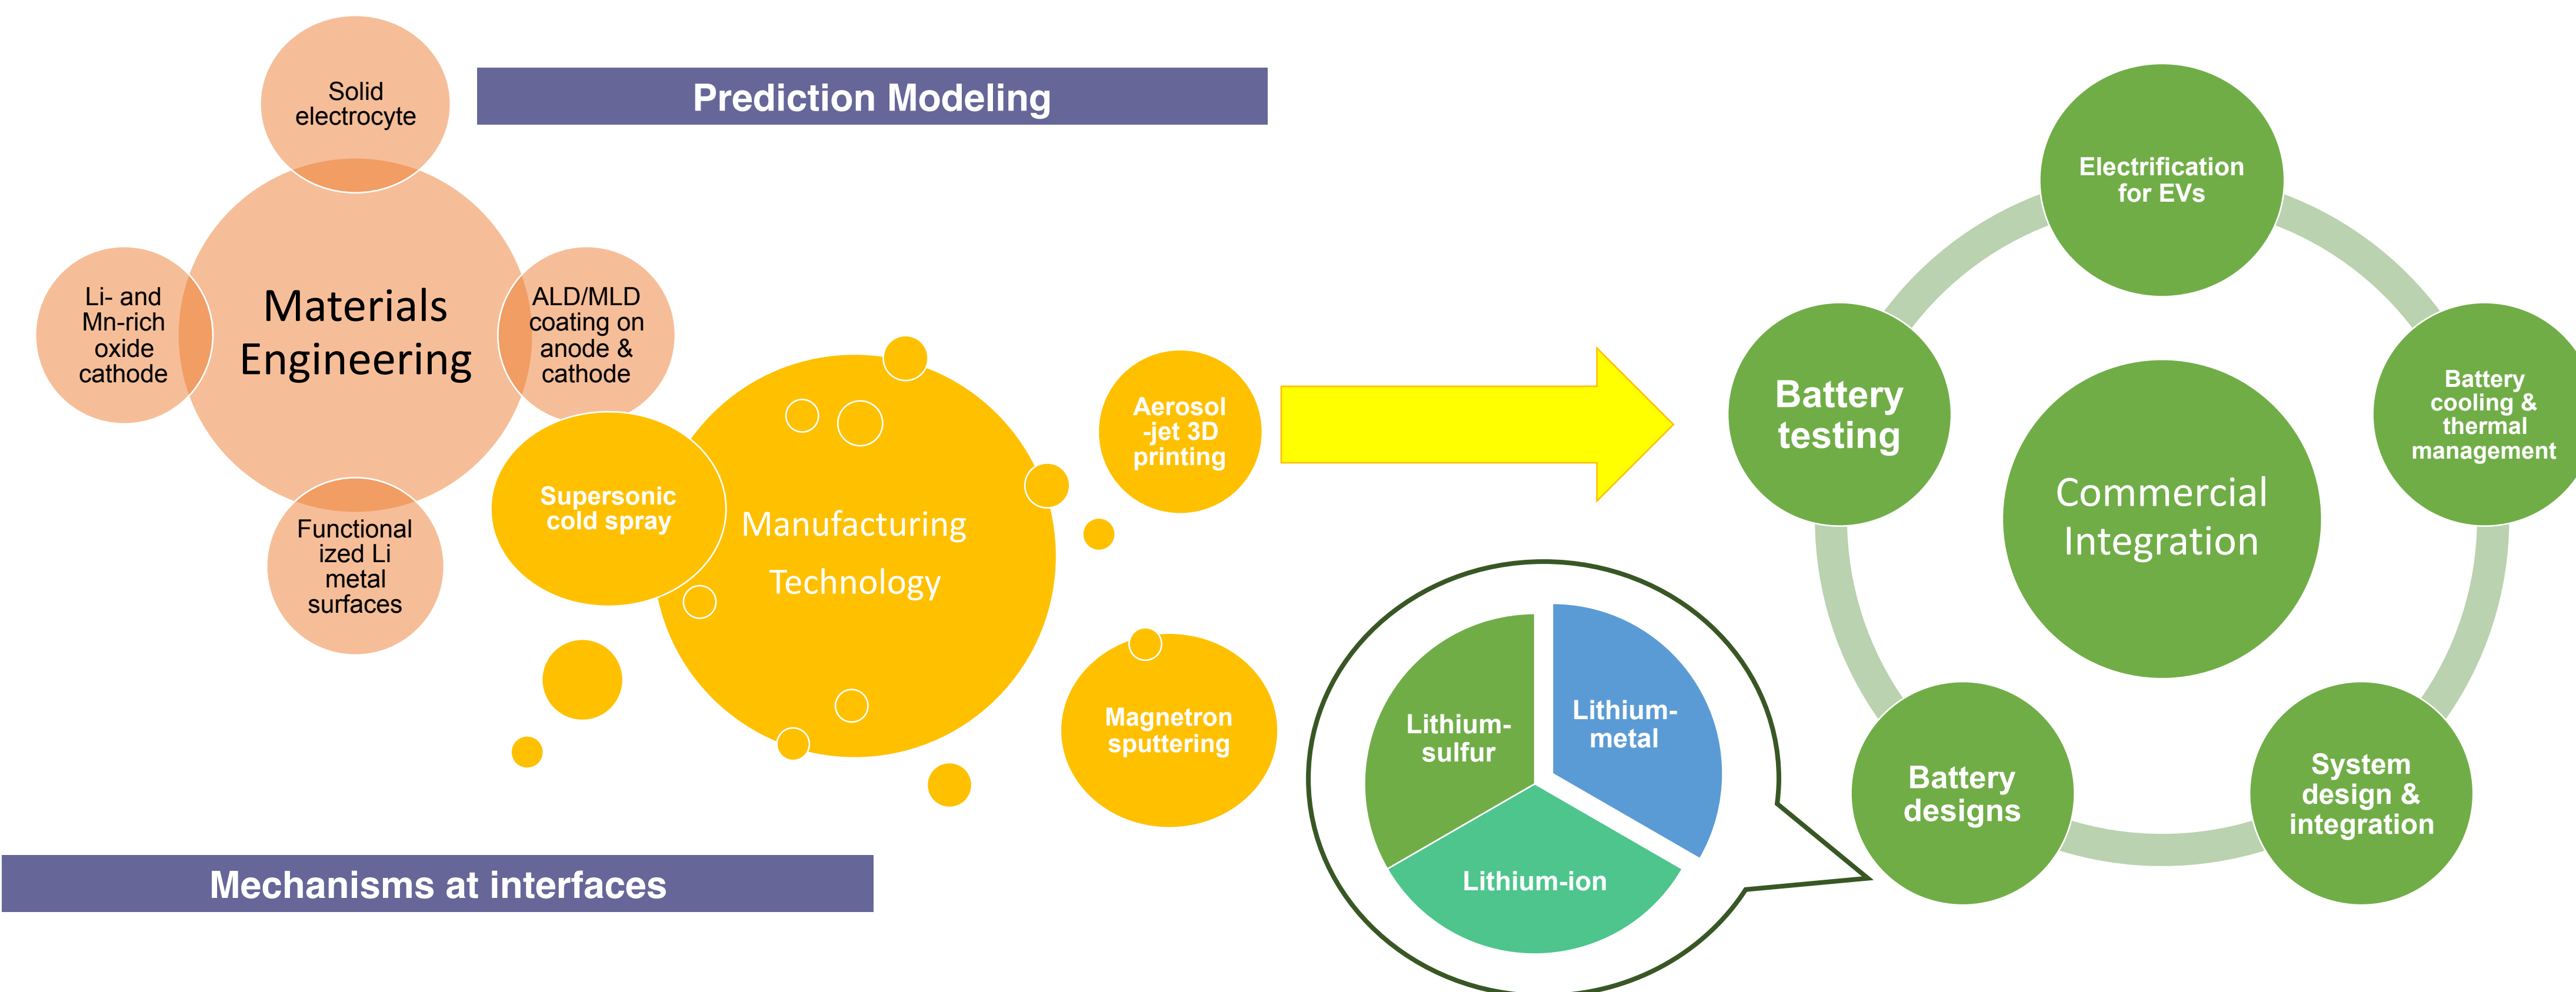 Solid
electrocyte
Prediction Modeling
Li- and
Mn-rich
oxide
cathode
Materials
Engineering
ALD/MLD
coating on
anode &
cathode
Functional
ized Li
metal
surfaces
Supersonic
cold spray
Manufacturing
Technology
Aerosol
-jet 3D
printing
Magnetron
sputtering
Mechanisms at interfaces
Lithium-
sulfur
Lithium-
metal
Lithium-ion
Electrification
for EVs
Battery
testing
Battery
cooling &
thermal
management
Commercial
Integration
Battery
designs
System
design &
integration